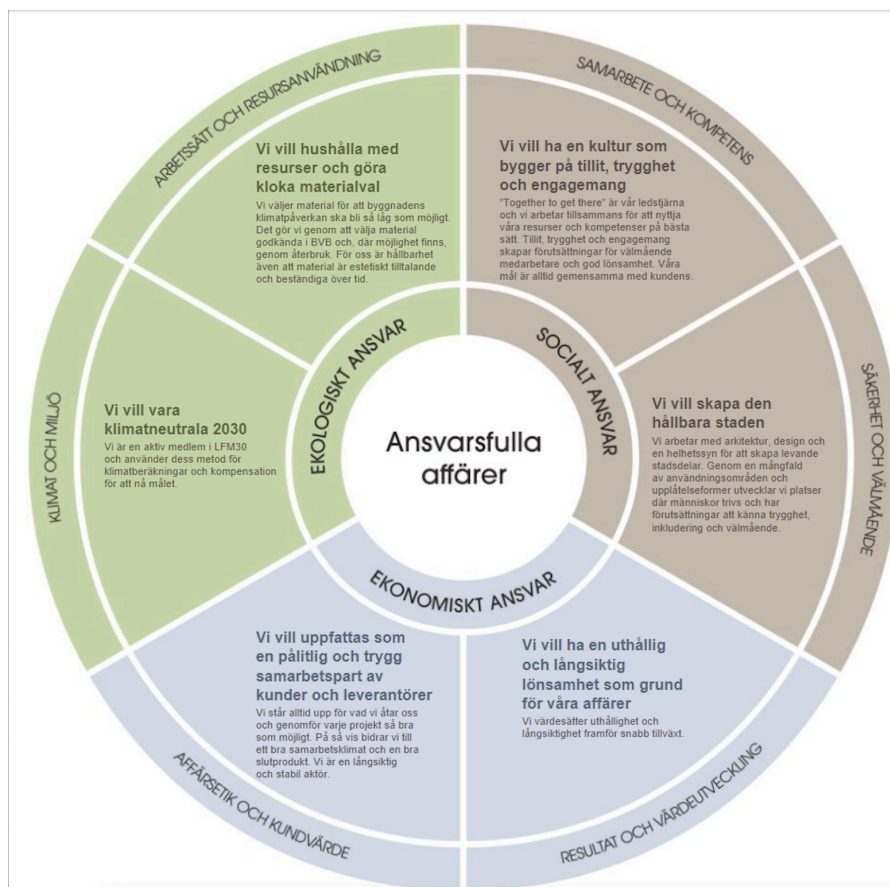 ARBETSSÄTT OCH RESURSANVÄNDNING
Vi vill hushålla med
resurser och göra
kloka materialval
Vi väljer material för att byggnadens
klimatpåverkan ska bli så låg som möjligt.
Det gör vi genom att välja material
godkända i BVB och, där möjlighet finns,
genom återbruk. För oss är hållbarhet
även att material är estetiskt tilltalande
och beständiga över tid.
SAMARBETE OCH KOMPETENS
Vi vill ha en kultur som
bygger på tillit, trygghet
och engagemang
"Together to get there" är vår ledstjärna
och vi arbetar tillsammans för att nyttja
våra resurser och kompetenser på bästa
sätt. Tillit, trygghet och engagemang
skapar förutsättningar för välmående
medarbetare och god lönsamhet. Våra
mål är alltid gemensamma med kundens.
KLIMAT OCH MILJÖ
Vi vill vara
klimatneutrala 2030
Vi är en aktiv medlem i LFM30
och använder dess metod för
klimatberäkningar och kompensation
för att nå målet.
EKOLOGISKT ANSVAR
SOCIALT ANSVAR
Ansvarsfulla
affärer
EKONOMISKT ANSVAR
SÄKERHET OCH VÄLMÅENDE
Vi vill skapa den
hållbara staden
Vi arbetar med arkitektur, design och
en helhetssyn för att skapa levande
stadsdelar. Genom en mångfald
av användningsområden och
upplåtelseformer utvecklar vi platser
där människor trivs och har
förutsättningar att känna trygghet,
inkludering och välmående.
Vi vill uppfattas som
en pålitlig och trygg
samarbetspart av
kunder och leverantörer
Vi står alltid upp för vad vi åtar oss
och genomför varje projekt så bra
som möjligt. På så vis bidrar vi till
ett bra samarbetsklimat och en bra
slutprodukt. Vi är en långsiktig
och stabil aktör.
AFFÄRSETIK OCH KUNDVÄRDE
Vi vill ha en uthållig
och långsiktig
lönsamhet som grund
för våra affärer
Vi värdesätter uthållighet och
långsiktighet framför snabb tillväxt.
RESULTAT OCH VÄRDEUTVECKLING